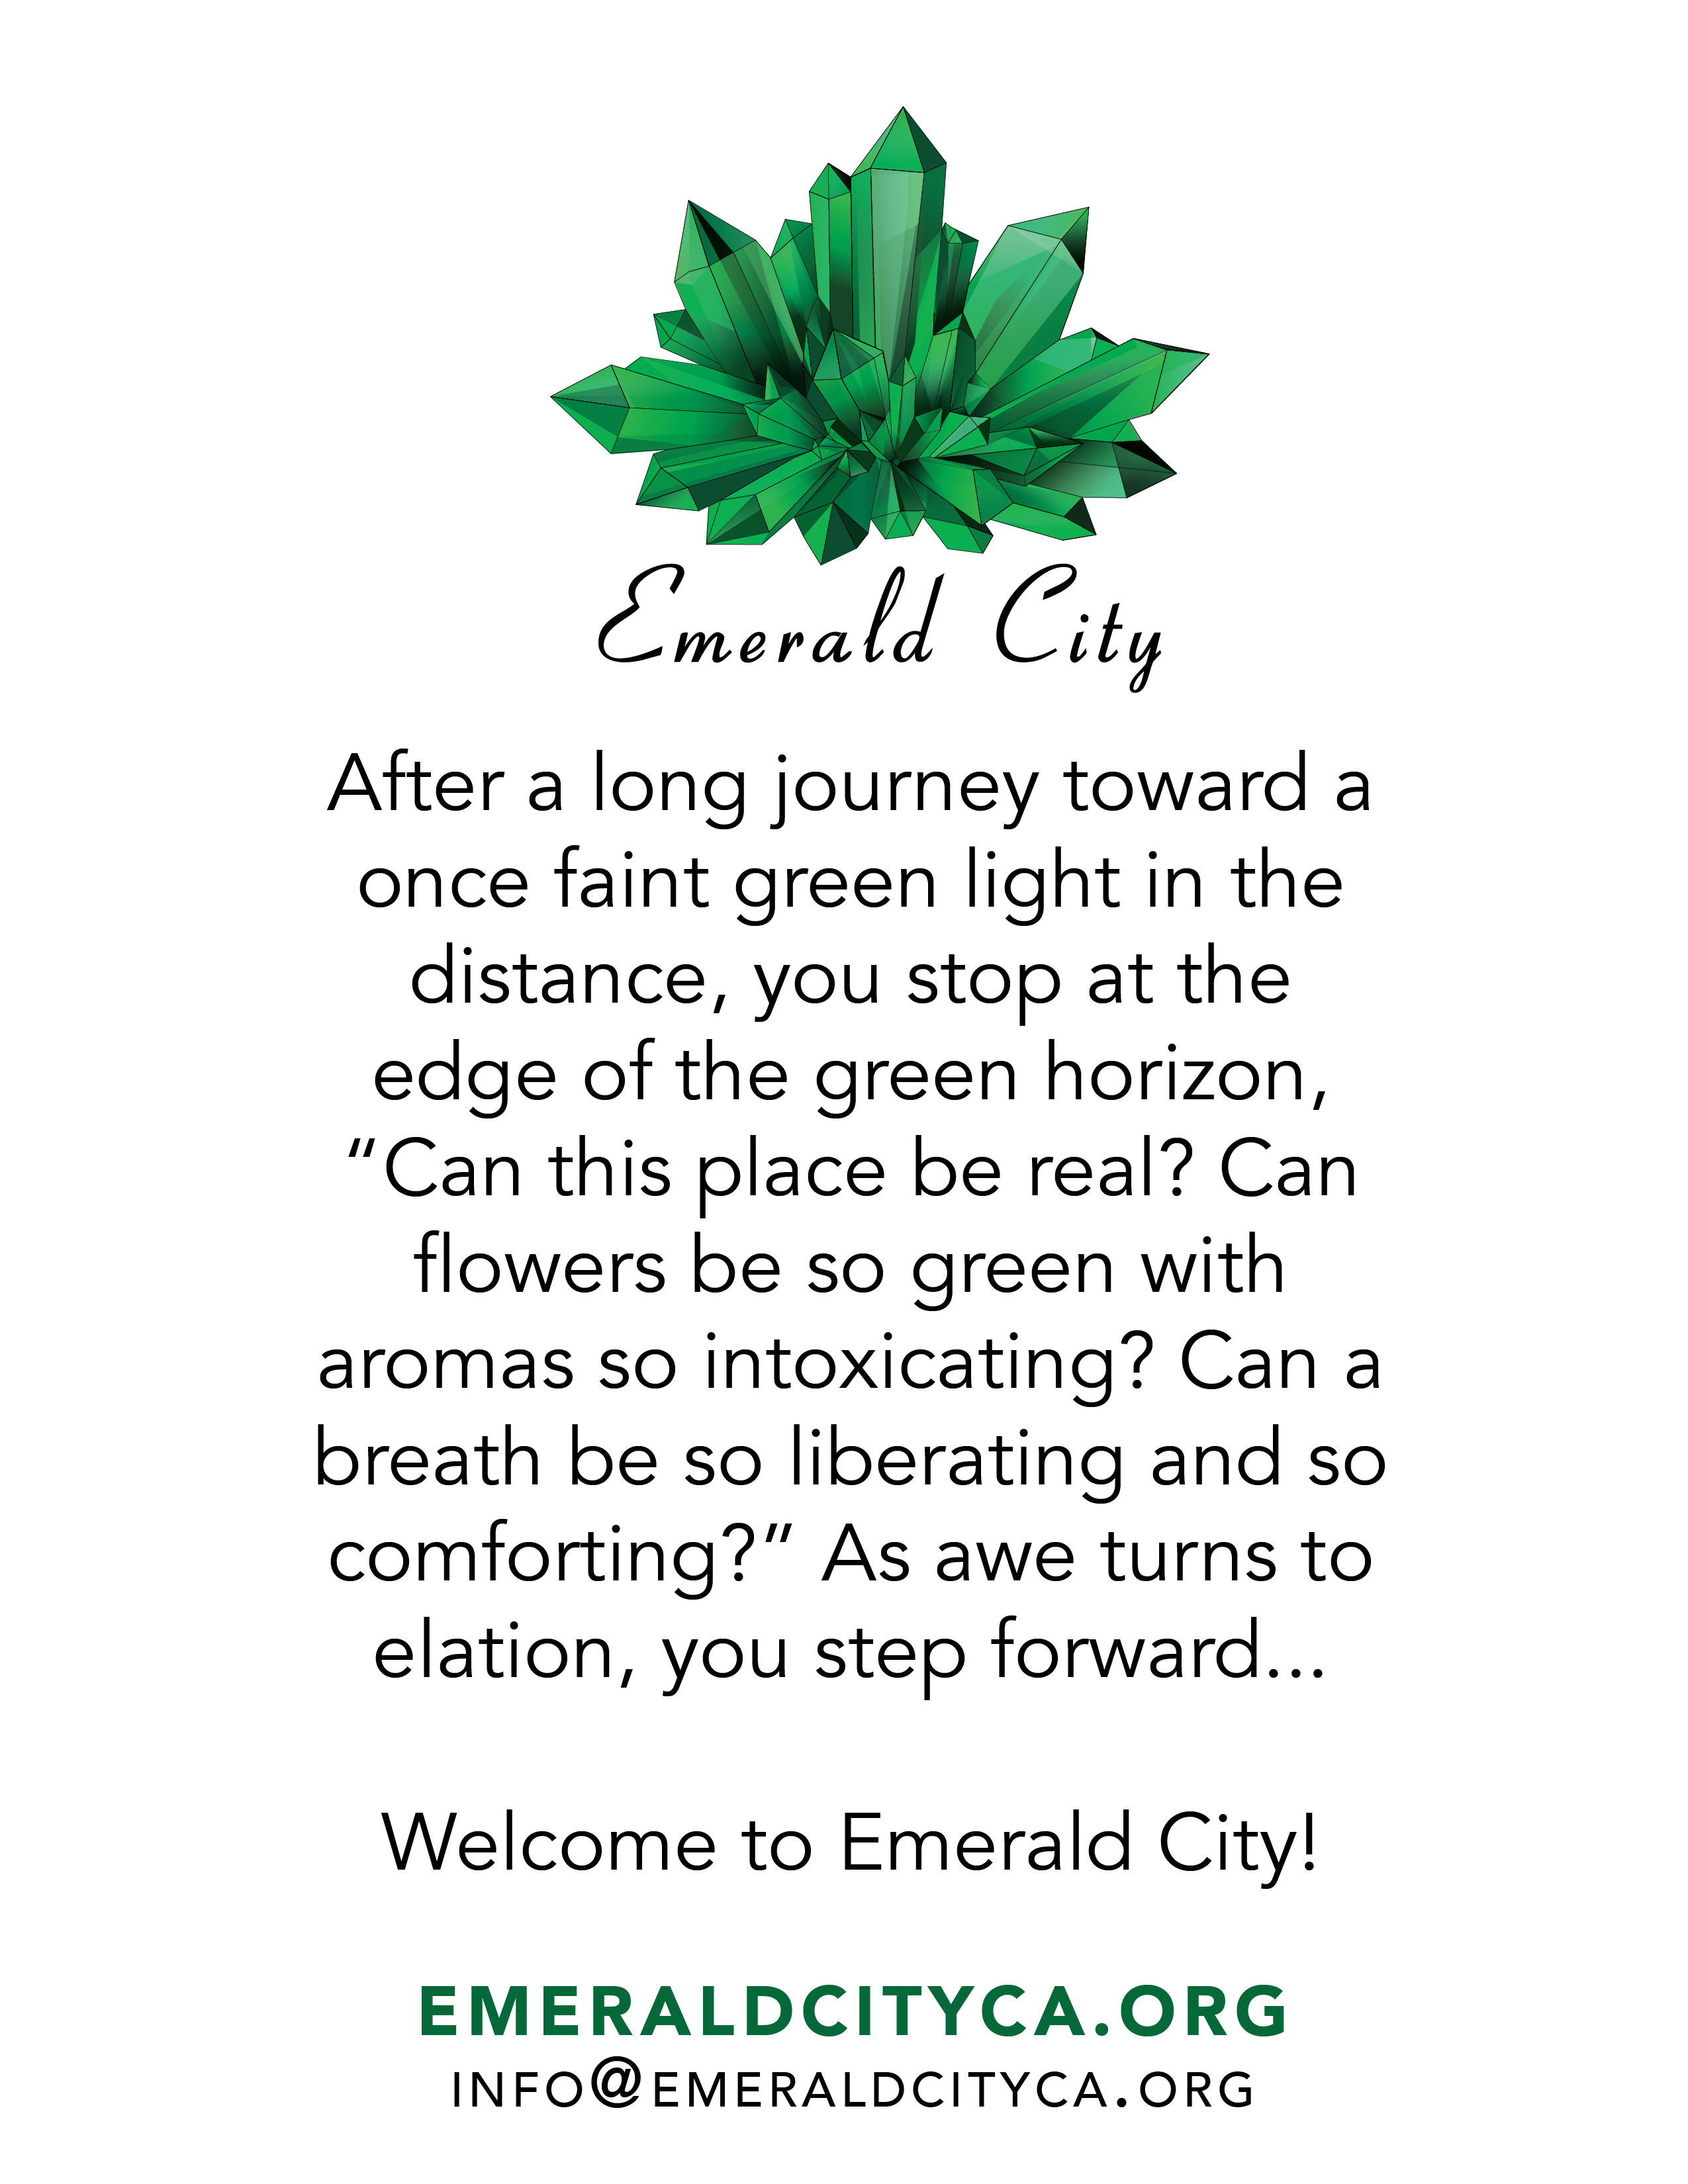 Emerald City
After a long journey toward a
once faint green light in the
distance, you stop at the
edge of the green horizon,
“Can this place be real? Can
flowers be so green with
aromas so intoxicating? Can a
breath be so liberating and so
comforting?” As awe turns to
elation, you step forward...
Welcome to Emerald City!
EMERALDCITYCA.ORG
INFO@EMERALDCITYCA.ORG